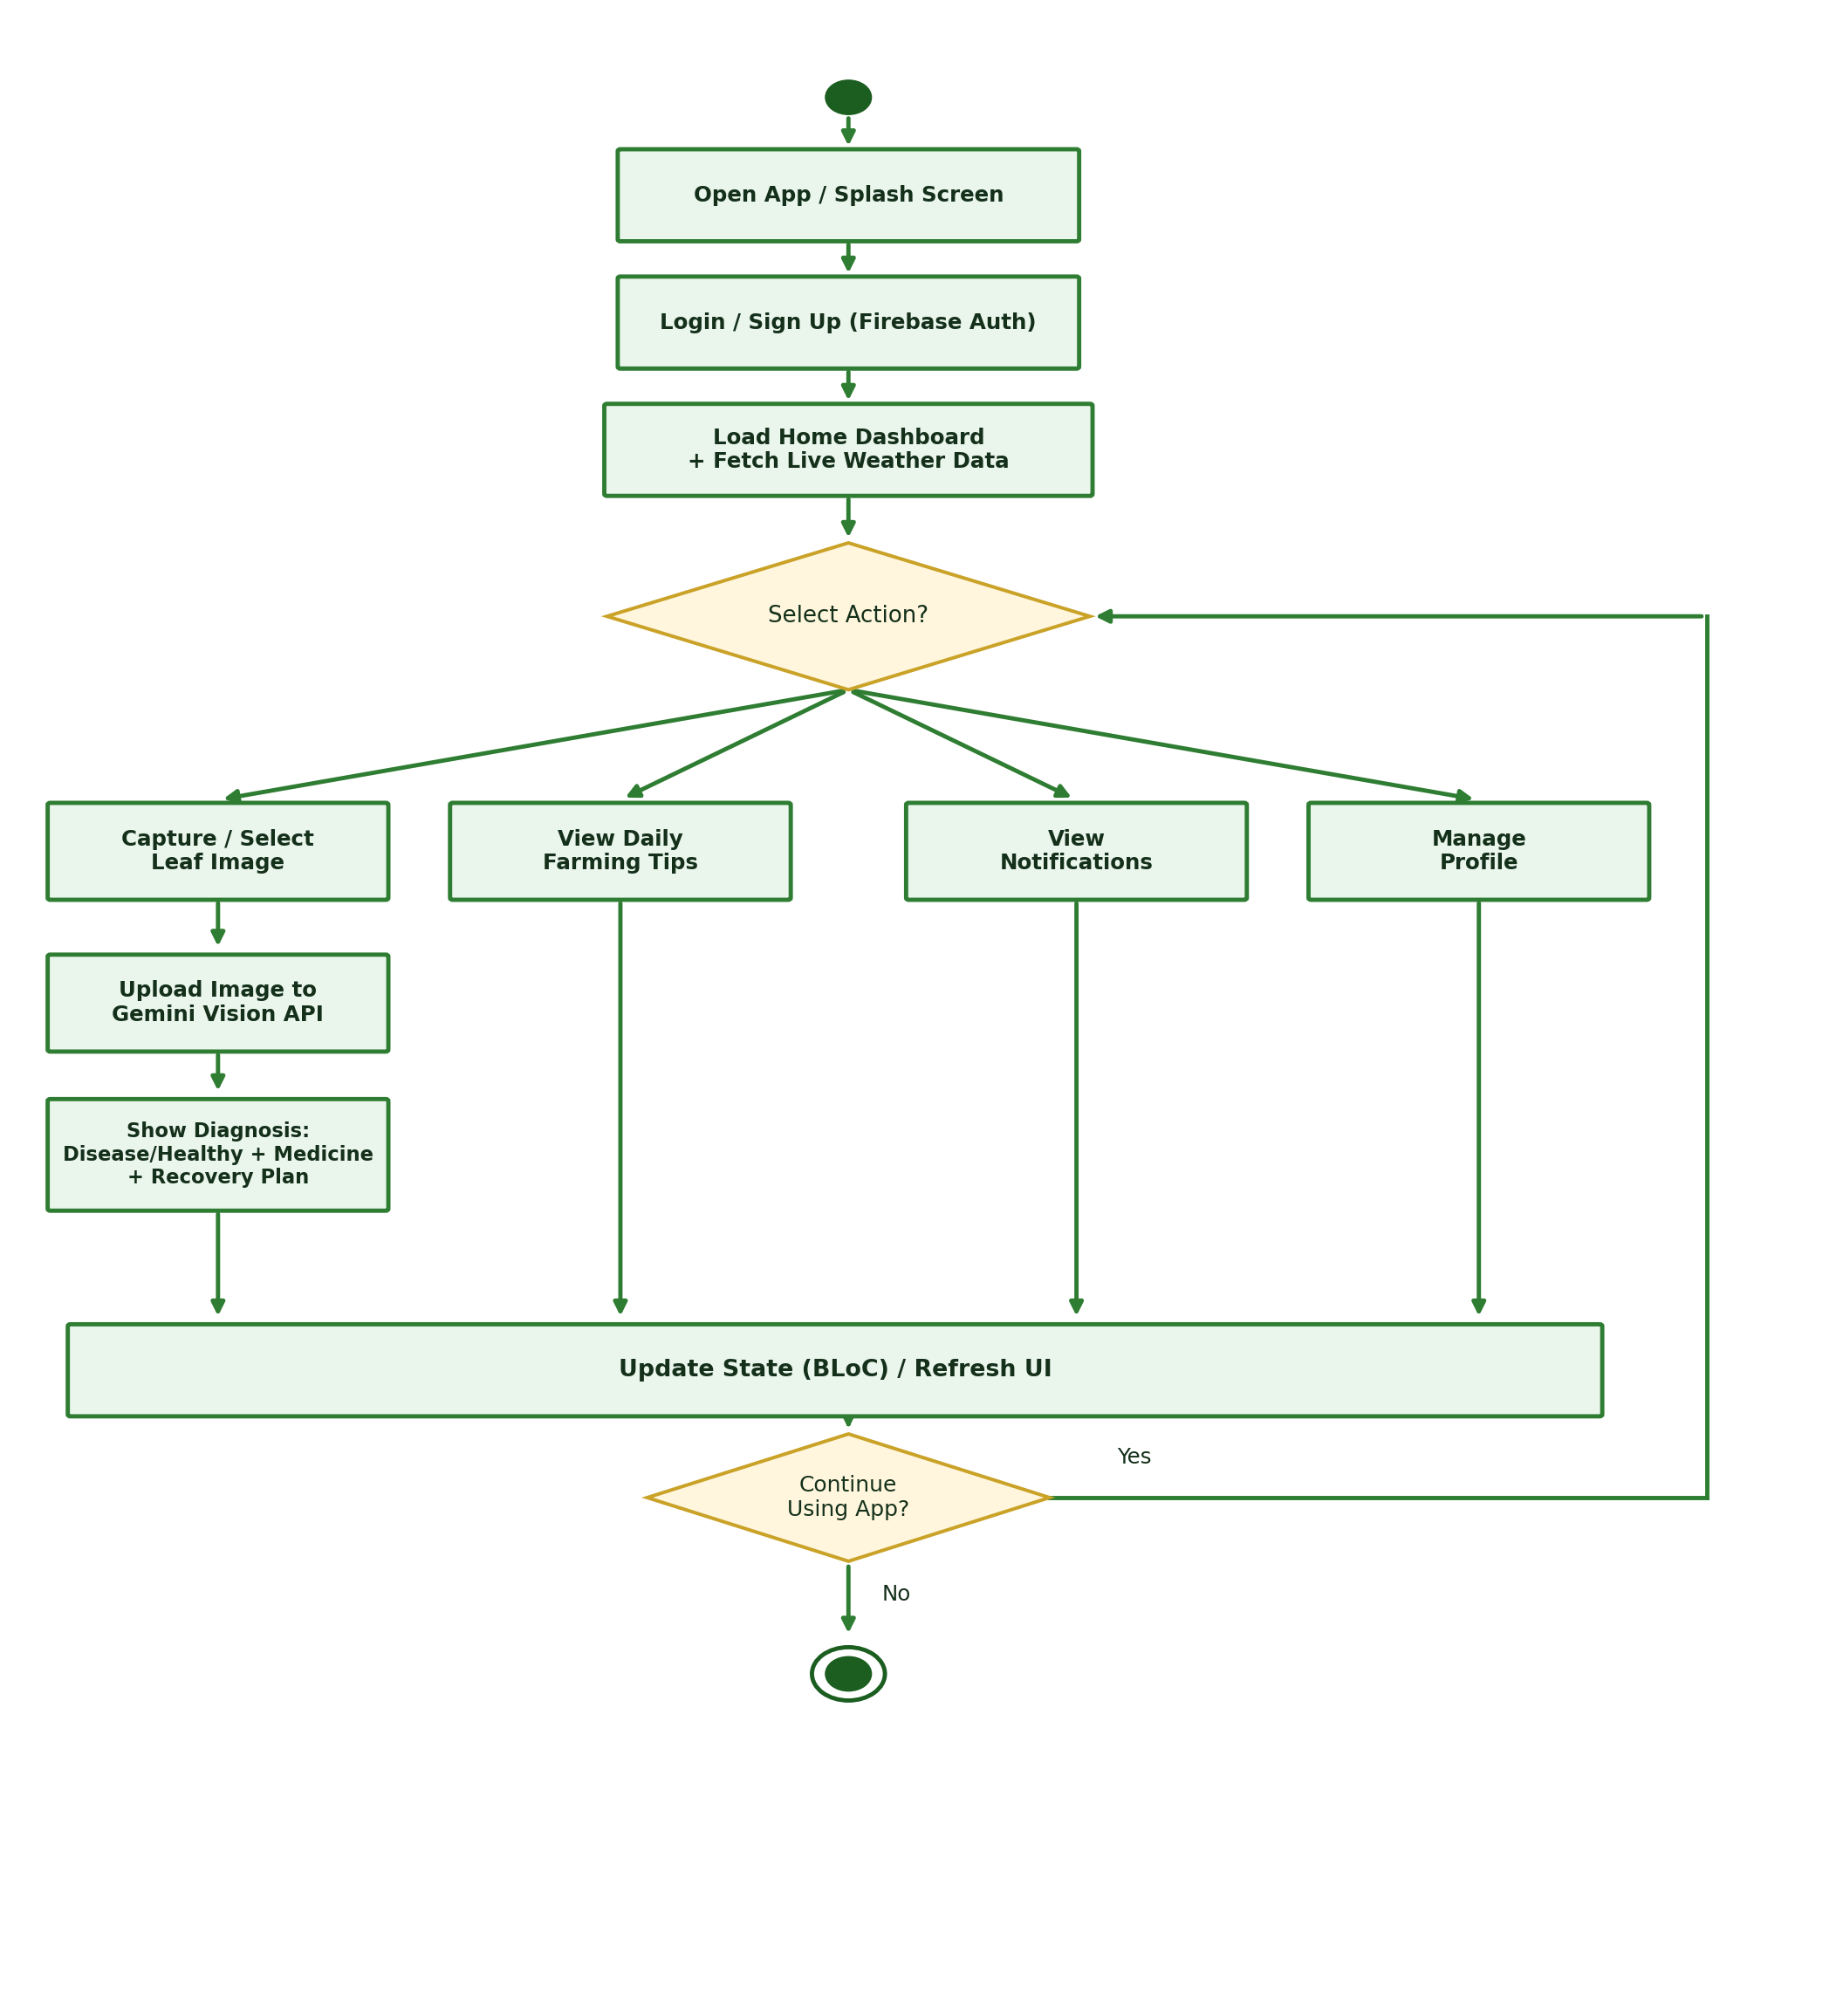 Open App / Splash Screen
Login / Sign Up (Firebase Auth)
Load Home Dashboard
+ Fetch Live Weather Data
Select Action?
Capture / Select
Leaf Image
View Daily
Farming Tips
View
Notifications
Manage
Profile
Upload Image to
Gemini Vision API
Show Diagnosis:
Disease/Healthy + Medicine
+ Recovery Plan
Update State (BLoC) / Refresh UI
Continue
Using App?
Yes
No